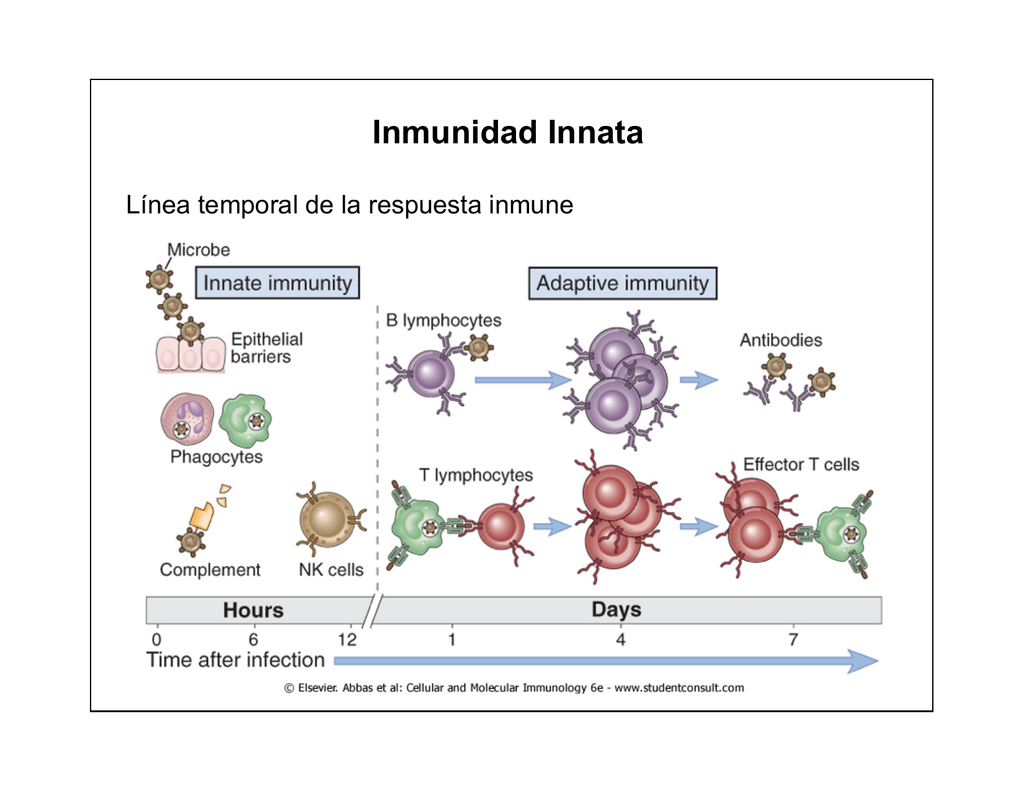 Inmunidad Innata
Línea temporal de la respuesta inmune
Microbe
Innate immunity
Adaptive immunity
Epithelial
barriers
B lymphocytes
Antibodies
Phagocytes
T lymphocytes
Effector T cells
Complement
NK cells
Hours
Days
0 6 12 1 4 7
Time after infection
© Elsevier. Abbas et al: Cellular and Molecular Immunology 6e - www.studentconsult.com